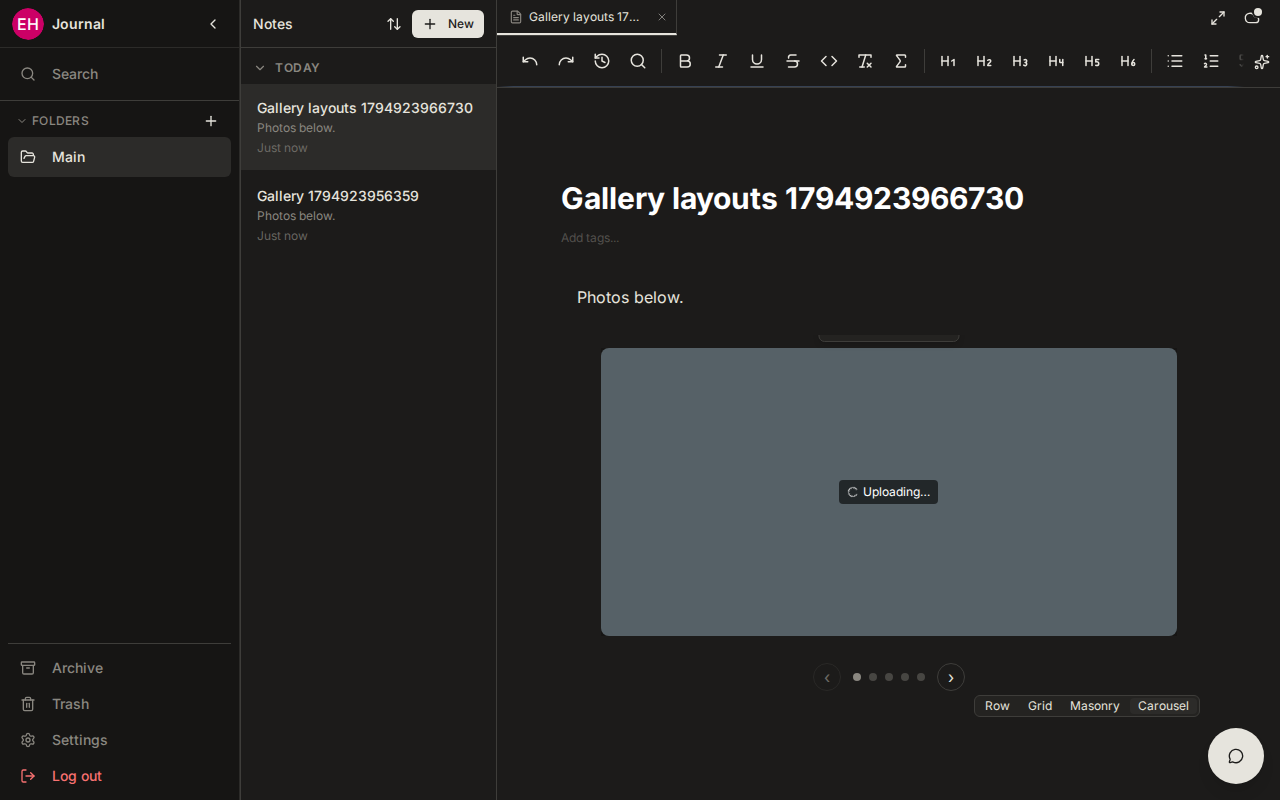 EH Journal
Search
FOLDERS
Main
Archive
Trash
Settings
Log out
Notes
New
TODAY
Gallery layouts 1794923966730
Photos below.
Just now
Gallery 1794923956359
Photos below.
Just now
Gallery layouts 17...
H1 H2 H3 H4 H5 H6
Gallery layouts 1794923966730
Add tags...
Photos below.
Uploading...
Row Grid Masonry Carousel